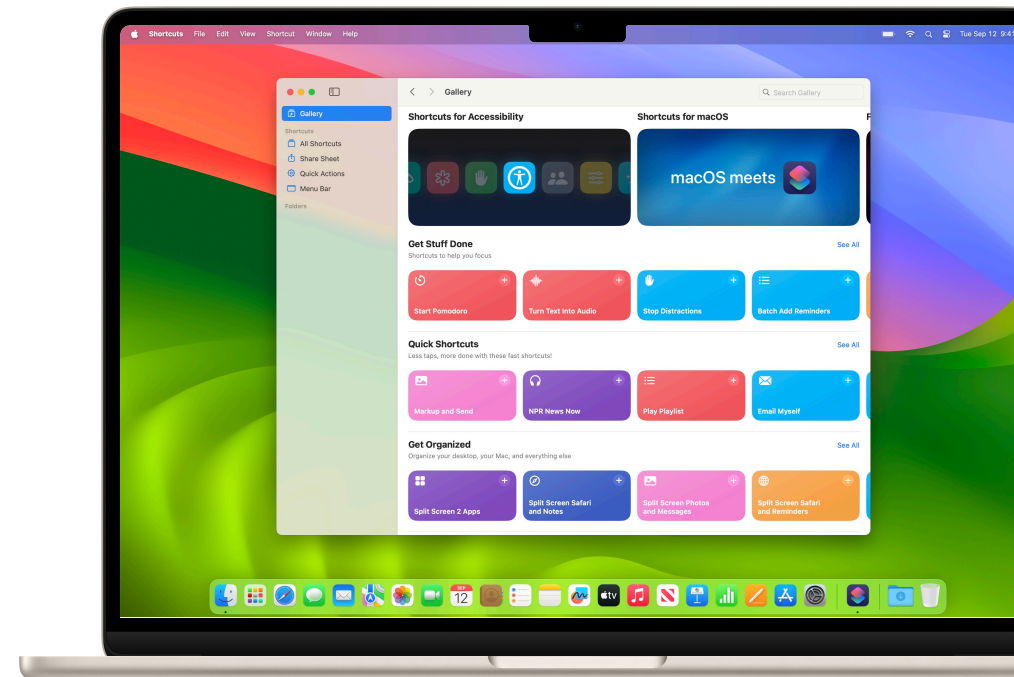 Shortcuts File Edit View Shortcut Window Help
Tue Sep 12 9:41
Gallery
Search Gallery
Gallery
Shortcuts
All Shortcuts
Share Sheet
Quick Actions
Menu Bar
Folders
Shortcuts for Accessibility
Shortcuts for macOS
macOS meets
Get Stuff Done
See All
Shortcuts to help you focus
Start Pomodoro
Turn Text Into Audio
Stop Distractions
Batch Add Reminders
Quick Shortcuts
See All
Less taps, more done with these fast shortcuts!
Markup and Send
NPR News Now
Play Playlist
Email Myself
Get Organized
See All
Organize your desktop, your Mac, and everything else
Split Screen 2 Apps
Split Screen Safari
and Notes
Split Screen Photos
and Messages
Split Screen Safari
and Reminders
SEP
12
tv